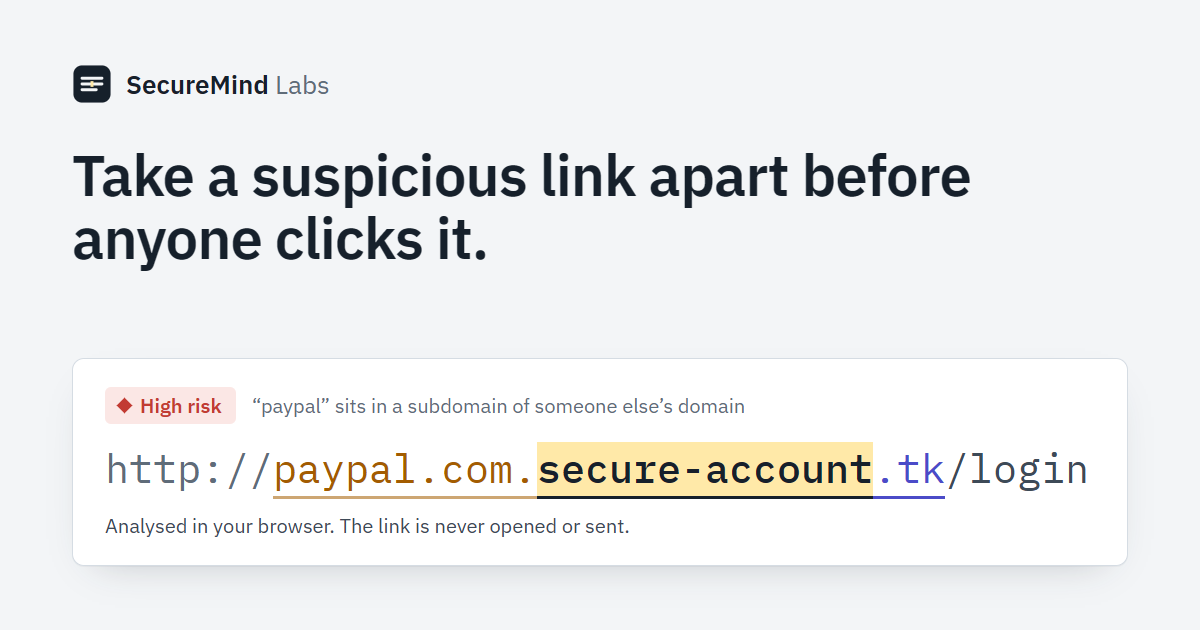 SecureMind Labs
Take a suspicious link apart before
anyone clicks it.
High risk “paypal” sits in a subdomain of someone else’s domain
http://paypal.com.secure-account.tk/login
Analysed in your browser. The link is never opened or sent.